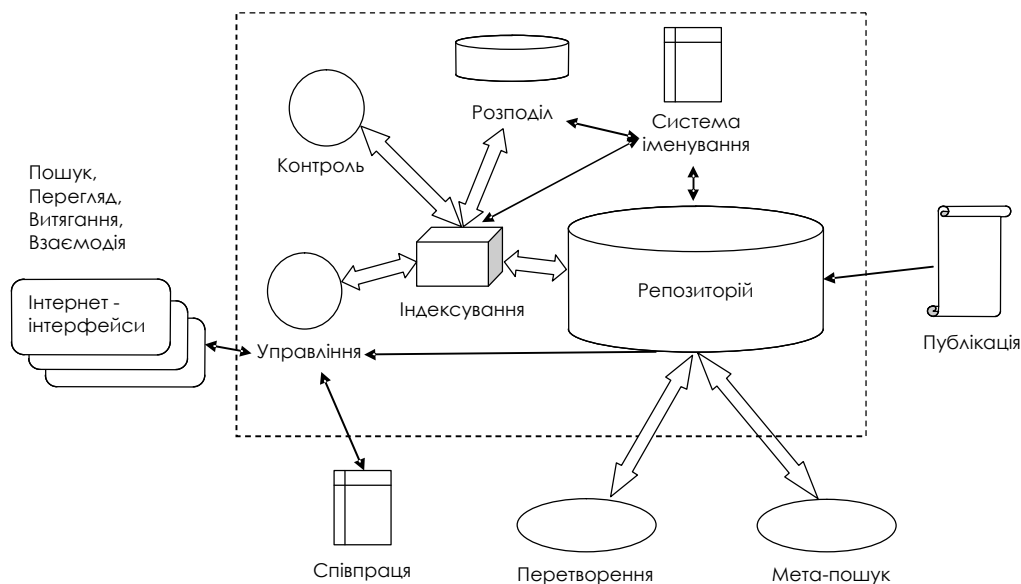 Розподіл
Система
іменування
Контроль
Пошук,
Перегляд,
Витягання,
Взаємодія
Індексування
Репозиторій
Інтернет -
інтерфейси
Управління
Публікація
Співпраця
Перетворення
Мета-пошук